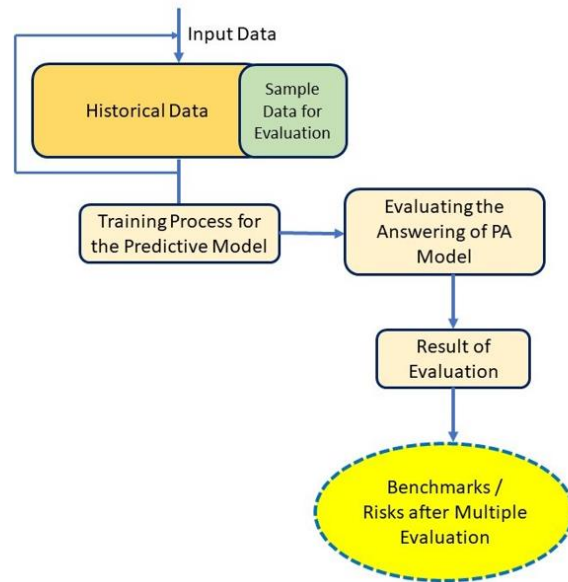 Input Data
Historical Data
Sample
Data for
Evaluation
Training Process for
the Predictive Model
Evaluating the
Answering of PA
Model
Result of
Evaluation
Benchmarks /
Risks after Multiple
Evaluation